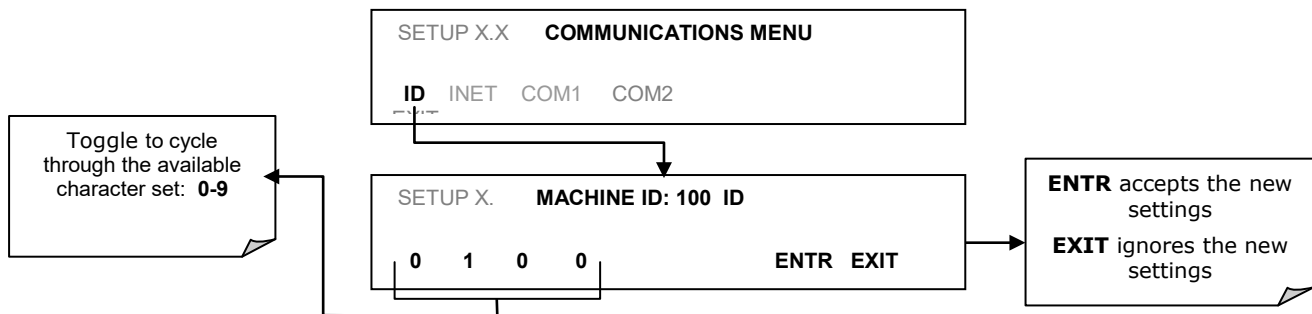 SETUP X.X COMMUNICATIONS MENU
ID INET COM1 COM2
Toggle to cycle
through the available
character set: 0-9
SETUP X. MACHINE ID: 100 ID
0 1 0 0 ENTR EXIT
ENTR accepts the new
settings
EXIT ignores the new
settings